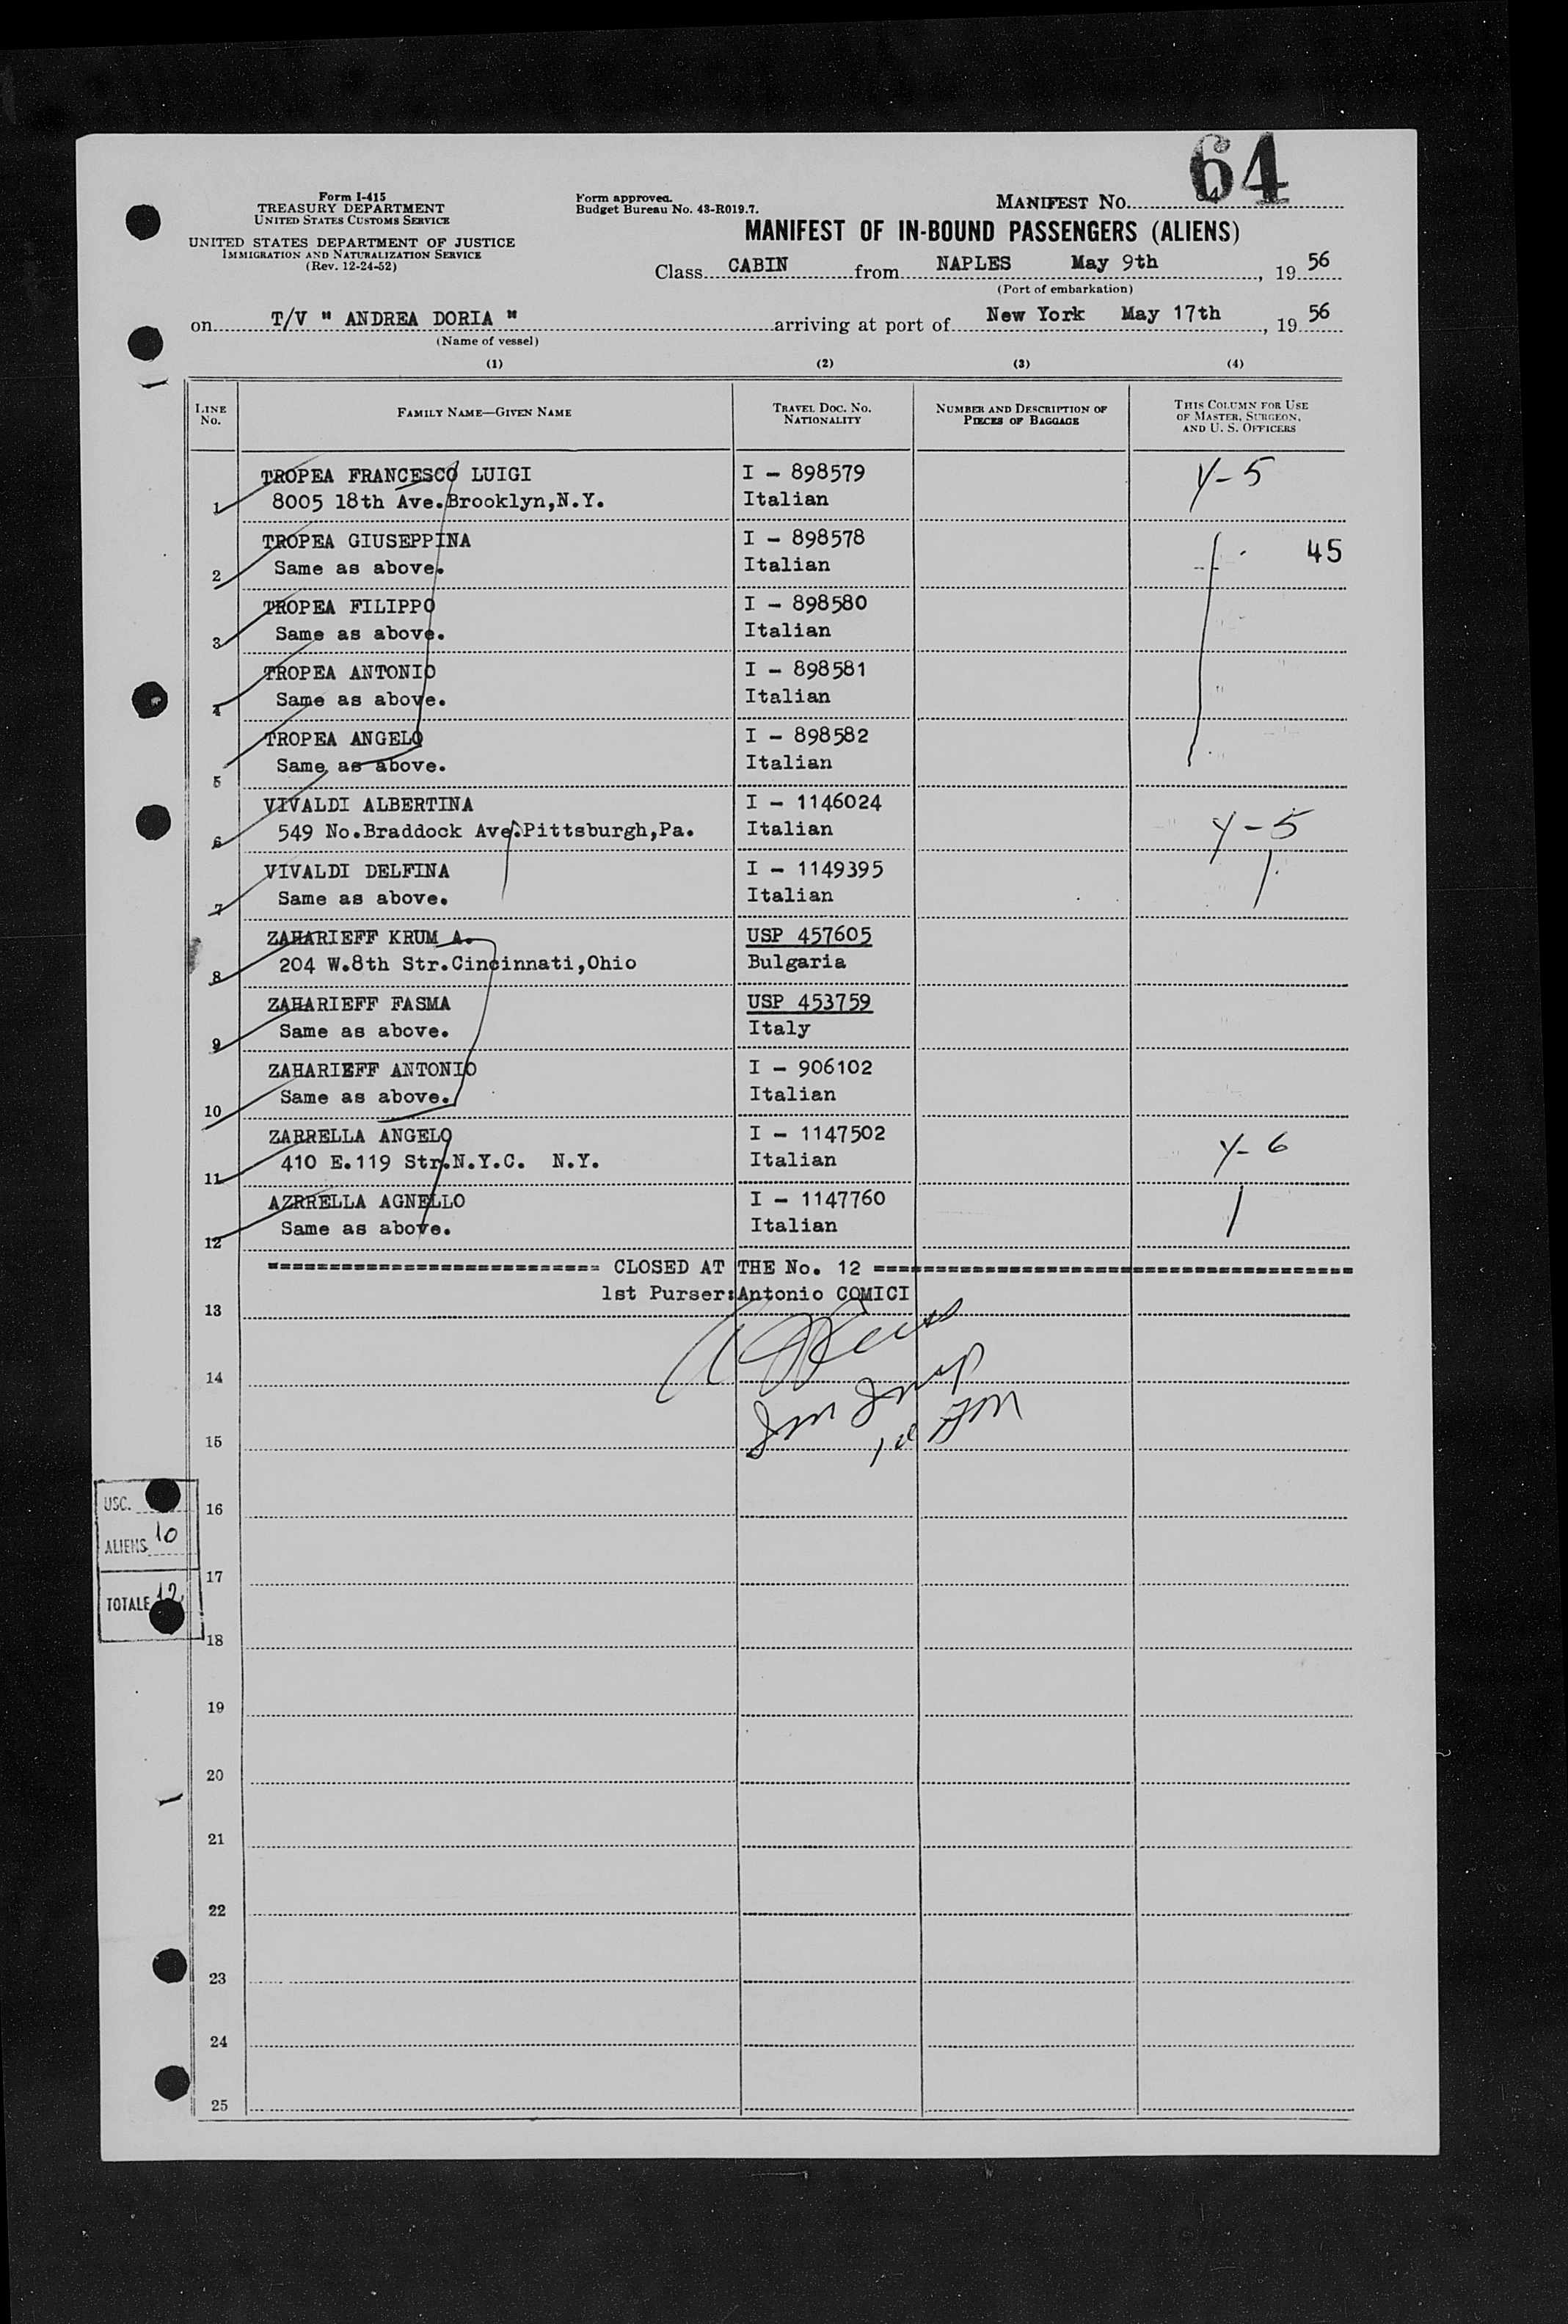 64
Form I-415
TREASURY DEPARTMENT
UNITED STATES CUSTOMS SERVICE
UNITED STATES DEPARTMENT OF JUSTICE
IMMIGRATION AND NATURALIZATION SERVICE
(Rev. 12-24-52)
Form approved.
Budget Bureau No. 43-R019.7.
MANIFEST NO.
MANIFEST OF IN-BOUND PASSENGERS (ALIENS)
Class CABIN from NAPLES May 9th, 19 56
(Port of embarkation)
on T/V " ANDREA DORIA " arriving at port of New York May 17th, 19 56
(Name of vessel)
(1) (2) (3) (4)
LINE No. FAMILY NAME—GIVEN NAME TRAVEL DOC. NO. NATIONALITY NUMBER AND DESCRIPTION OF PIECES OF BAGGAGE THIS COLUMN FOR USE OF MASTER, SURGEON, AND U. S. OFFICERS
TROPEA FRANCESCO LUIGI I - 898579 Y-5
1 8005 18th Ave.Brooklyn,N.Y. Italian
TROPEA GIUSEPPINA I - 898578 45
2 Same as above. Italian
TROPEA FILIPPO I - 898580
3 Same as above. Italian
TROPEA ANTONIO I - 898581
4 Same as above. Italian
TROPEA ANGELO I - 898582
5 Same as above. Italian
VIVALDI ALBERTINA I - 1146024
6 549 No.Braddock Ave.Pittsburgh,Pa. Italian Y-5
VIVALDI DELFINA I - 1149395
7 Same as above. Italian
ZAHARIEFF KRUM A. USP 457605
8 204 W.8th Str.Cincinnati,Ohio Bulgaria
ZAHARIEFF FASMA USP 453759
9 Same as above. Italy
ZAHARIEFF ANTONIO I - 906102
10 Same as above. Italian
ZARRELLA ANGELO I - 1147502 Y-6
11 410 E.119 Str.N.Y.C. N.Y. Italian
AZRRELLA AGNELLO I - 1147760
12 Same as above. Italian
=========================== CLOSED AT THE No. 12 =======================================
13 1st Purser:Antonio COMICI
14
15
16
17
18
19
20
21
22
23
24
25
USC.
ALIENS 10
TOTALE 12